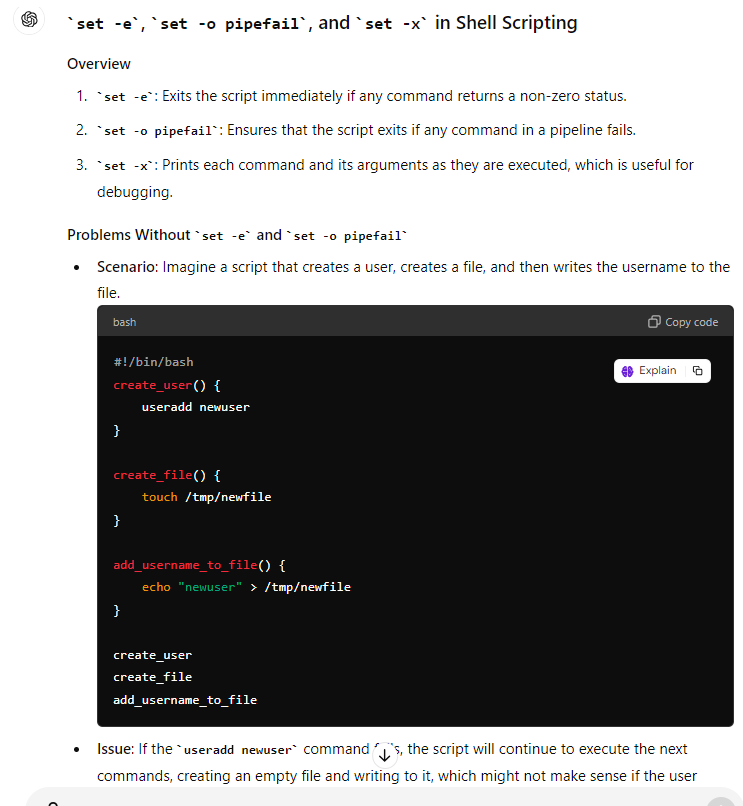 `set -e`, `set -o pipefail`, and `set -x` in Shell Scripting
Overview
1. `set -e`: Exits the script immediately if any command returns a non-zero status.
2. `set -o pipefail`: Ensures that the script exits if any command in a pipeline fails.
3. `set -x`: Prints each command and its arguments as they are executed, which is useful for
debugging.
Problems Without `set -e` and `set -o pipefail`
• Scenario: Imagine a script that creates a user, creates a file, and then writes the username to the
file.
bash Copy code
#!/bin/bash
Explain
create_user() {
    useradd newuser
}
create_file() {
    touch /tmp/newfile
}
add_username_to_file() {
    echo "newuser" > /tmp/newfile
}
create_user
create_file
add_username_to_file
• Issue: If the `useradd newuser` command , the script will continue to execute the next
commands, creating an empty file and writing to it, which might not make sense if the user